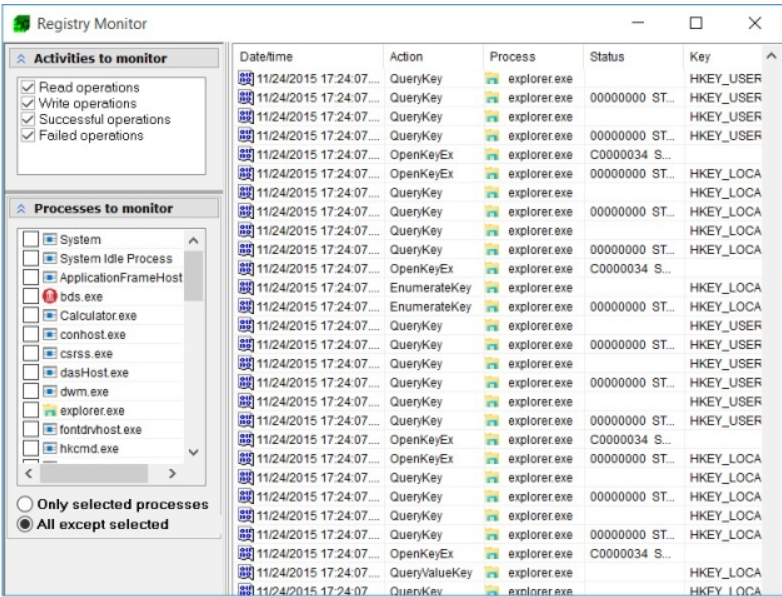 Registry Monitor
Activities to monitor
Read operations
Write operations
Successful operations
Failed operations
Processes to monitor
System
System Idle Process
ApplicationFrameHost
bds.exe
Calculator.exe
conhost.exe
csrss.exe
dasHost.exe
dwm.exe
explorer.exe
fontdrvhost.exe
hkcmd.exe
Only selected processes
All except selected
Date/time Action Process Status Key
11/24/2015 17:24:07.... QueryKey explorer.exe HKEY_USER
11/24/2015 17:24:07.... QueryKey explorer.exe 00000000 ST... HKEY_USER
11/24/2015 17:24:07.... QueryKey explorer.exe HKEY_USER
11/24/2015 17:24:07.... QueryKey explorer.exe 00000000 ST... HKEY_USER
11/24/2015 17:24:07.... OpenKeyEx explorer.exe C0000034 S...
11/24/2015 17:24:07.... OpenKeyEx explorer.exe 00000000 ST... HKEY_LOCA
11/24/2015 17:24:07.... QueryKey explorer.exe HKEY_LOCA
11/24/2015 17:24:07.... QueryKey explorer.exe 00000000 ST... HKEY_LOCA
11/24/2015 17:24:07.... QueryKey explorer.exe HKEY_LOCA
11/24/2015 17:24:07.... QueryKey explorer.exe 00000000 ST... HKEY_LOCA
11/24/2015 17:24:07.... OpenKeyEx explorer.exe C0000034 S...
11/24/2015 17:24:07.... EnumerateKey explorer.exe HKEY_LOCA
11/24/2015 17:24:07.... EnumerateKey explorer.exe 00000000 ST... HKEY_LOCA
11/24/2015 17:24:07.... QueryKey explorer.exe HKEY_USER
11/24/2015 17:24:07.... QueryKey explorer.exe 00000000 ST... HKEY_USER
11/24/2015 17:24:07.... QueryKey explorer.exe HKEY_USER
11/24/2015 17:24:07.... QueryKey explorer.exe 00000000 ST... HKEY_USER
11/24/2015 17:24:07.... QueryKey explorer.exe HKEY_USER
11/24/2015 17:24:07.... QueryKey explorer.exe 00000000 ST... HKEY_USER
11/24/2015 17:24:07.... OpenKeyEx explorer.exe C0000034 S...
11/24/2015 17:24:07.... OpenKeyEx explorer.exe 00000000 ST... HKEY_LOCA
11/24/2015 17:24:07.... QueryKey explorer.exe HKEY_LOCA
11/24/2015 17:24:07.... QueryKey explorer.exe 00000000 ST... HKEY_LOCA
11/24/2015 17:24:07.... QueryKey explorer.exe HKEY_LOCA
11/24/2015 17:24:07.... QueryKey explorer.exe 00000000 ST... HKEY_LOCA
11/24/2015 17:24:07.... OpenKeyEx explorer.exe C0000034 S...
11/24/2015 17:24:07.... QueryValueKey explorer.exe HKEY_LOCA
11/24/2015 17:24:07 QueryKey explorer.exe HKEY_LOCA